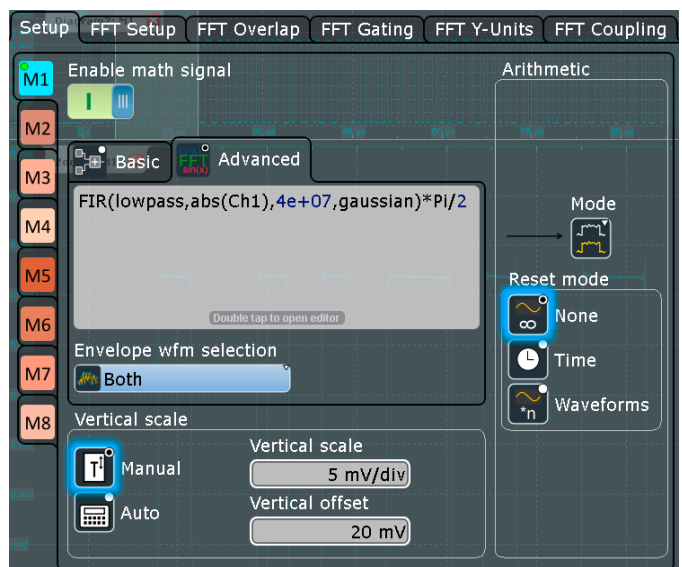 Setup FFT Setup FFT Overlap FFT Gating FFT Y-Units FFT Coupling
M1 Enable math signal
Arithmetic
M2
M3
FFT
sin(x)
Basic Advanced
FIR(lowpass,abs(Ch1),4e+07,gaussian)*Pi/2
Mode
M4
M5
Reset mode
M6
Double tap to open editor
∞ None
Envelope wfm selection
M7
Both
Time
M8
*n Waveforms
Vertical scale
Vertical scale
T Manual
5 mV/div
Vertical offset
Auto
20 mV